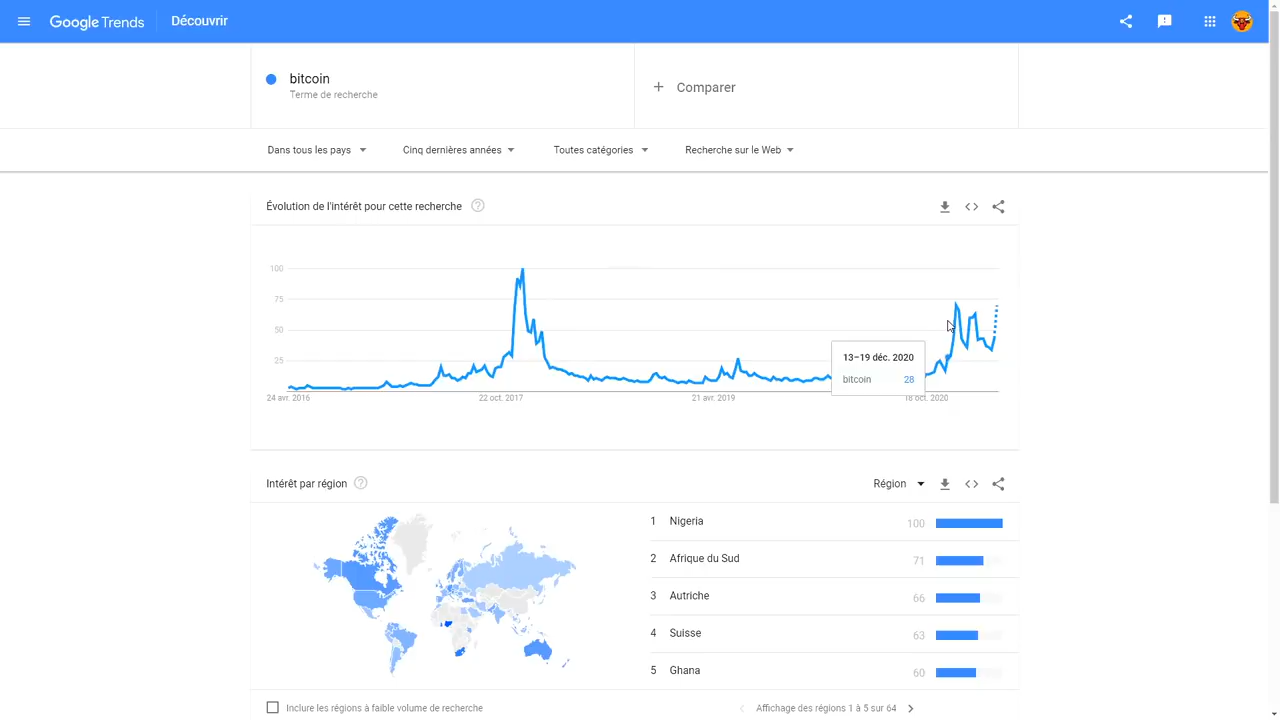 Google Trends
Découvrir
bitcoin
Terme de recherche
+ Comparer
Dans tous les pays
Cinq dernières années
Toutes catégories
Recherche sur le Web
Évolution de l'intérêt pour cette recherche
100
75
50
25
13–19 déc. 2020
bitcoin 28
24 avr. 2016
22 oct. 2017
21 avr. 2019
18 oct. 2020
Intérêt par région
Région
1 Nigeria 100
2 Afrique du Sud 71
3 Autriche 66
4 Suisse 63
5 Ghana 60
Inclure les régions à faible volume de recherche
Affichage des régions 1 à 5 sur 64